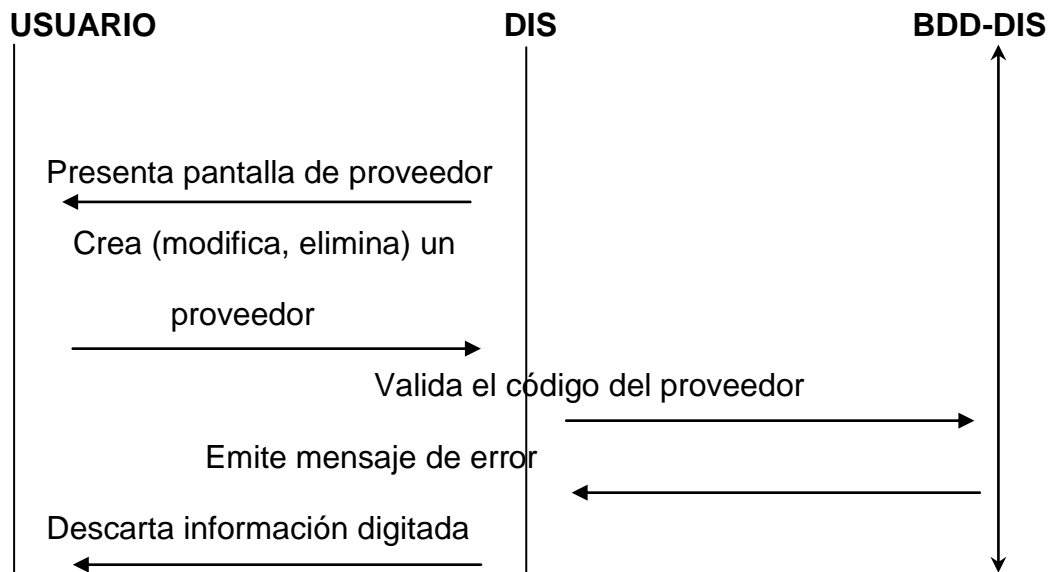 USUARIO DIS BDD-DIS
Presenta pantalla de proveedor
Crea (modifica, elimina) un
proveedor
Valida el código del proveedor
Emite mensaje de error
Descarta información digitada